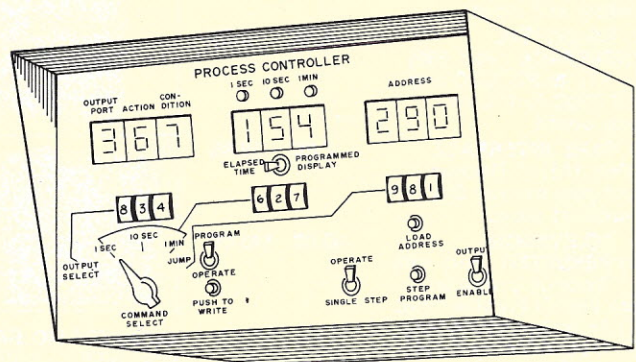 PROCESS CONTROLLER
OUTPUT PORT
ACTION
CON-
DITION
1 SEC
10 SEC
1 MIN
ADDRESS
367
154
290
ELAPSED
TIME
PROGRAMMED
DISPLAY
834
627
981
1 SEC
10 SEC
1 MIN
JUMP
OUTPUT
SELECT
COMMAND
SELECT
PROGRAM
OPERATE
PUSH TO
WRITE
OPERATE
SINGLE STEP
LOAD
ADDRESS
STEP
PROGRAM
OUTPUT
ENABLE